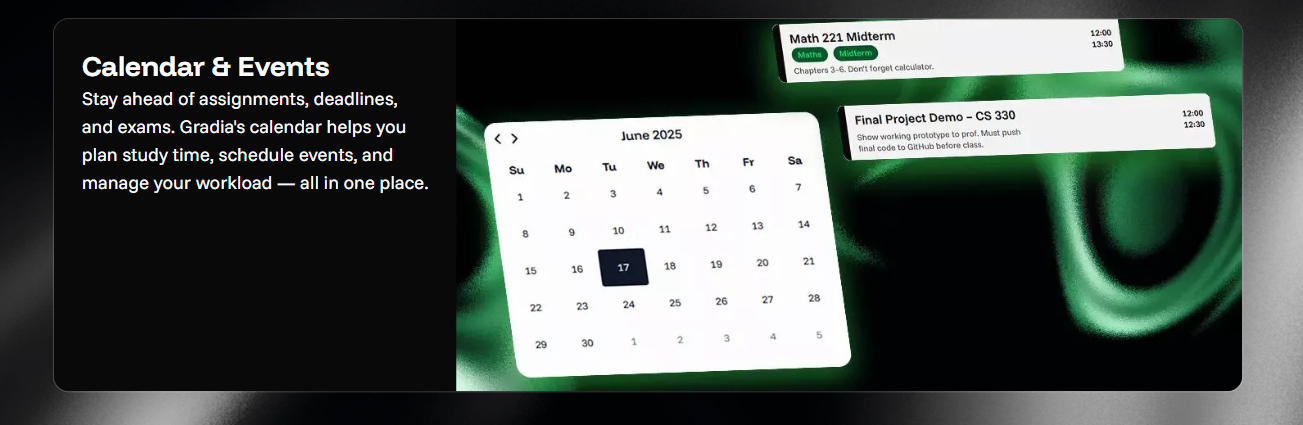 Calendar & Events
Stay ahead of assignments, deadlines,
and exams. Gradia's calendar helps you
plan study time, schedule events, and
manage your workload — all in one place.
Math 221 Midterm
12:00
13:30
Maths Midterm
Chapters 3-6. Don't forget calculator.
Final Project Demo – CS 330
12:00
12:30
Show working prototype to prof. Must push
final code to GitHub before class.
June 2025
Su Mo Tu We Th Fr Sa
1 2 3 4 5 6 7
8 9 10 11 12 13 14
15 16 17 18 19 20 21
22 23 24 25 26 27 28
29 30 1 2 3 4 5